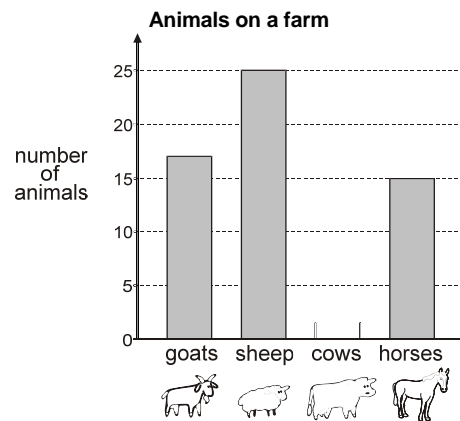 Animals on a farm
25
20
15
10
5
0
number
of
animals
goats sheep cows horses